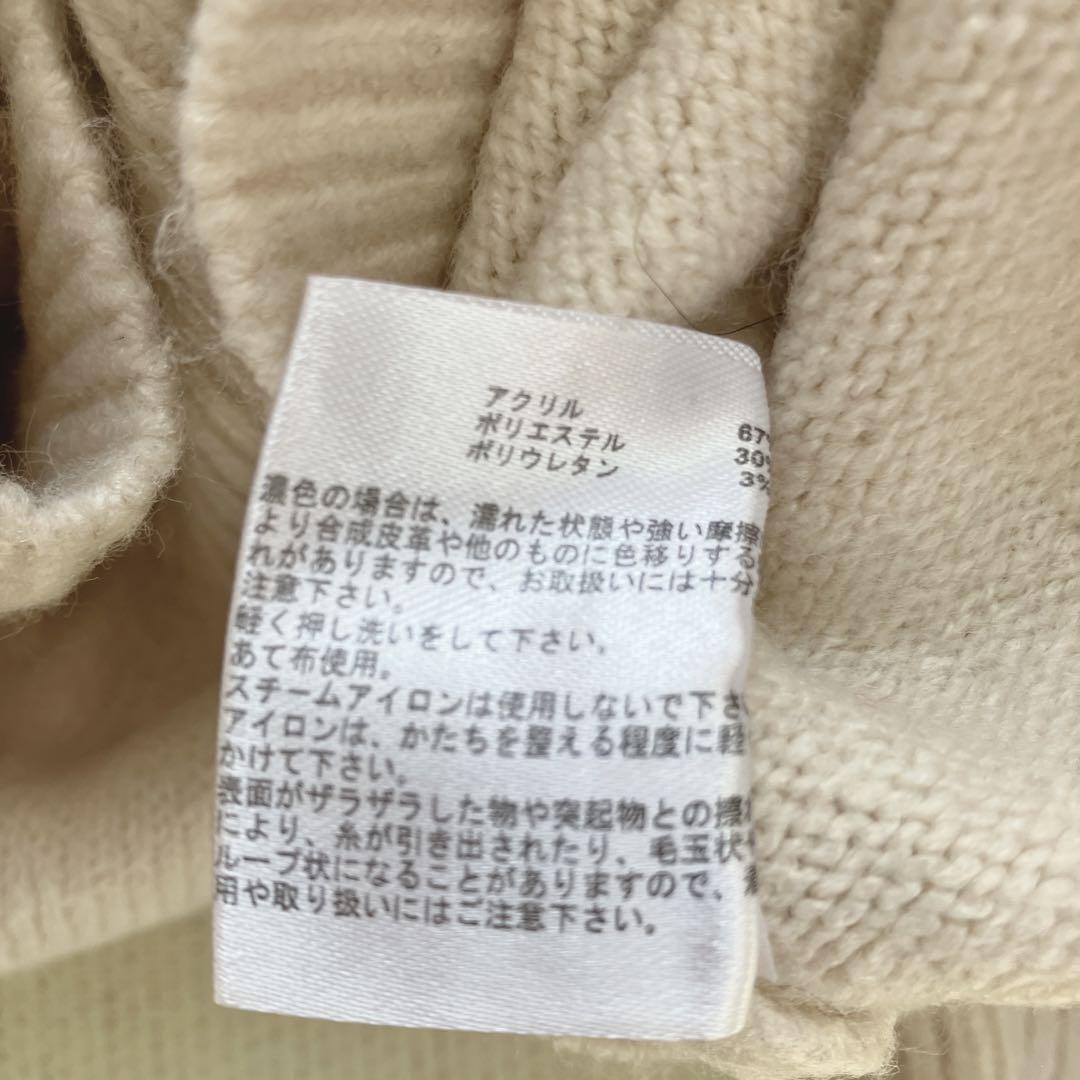 アクリル 67%
ポリエステル 30%
ポリウレタン 3%
濃色の場合は、濡れた状態や強い摩擦
より合成皮革や他のものに色移りする
れがありますので、お取扱いには十分
注意下さい。
軽く押し洗いをして下さい。
あて布使用。
スチームアイロンは使用しないで下さ
アイロンは、かたちを整える程度に軽
かけて下さい。
表面がザラザラした物や突起物との擦
により、糸が引き出されたり、毛玉状
ループ状になることがありますので、
用や取り扱いにはご注意下さい。